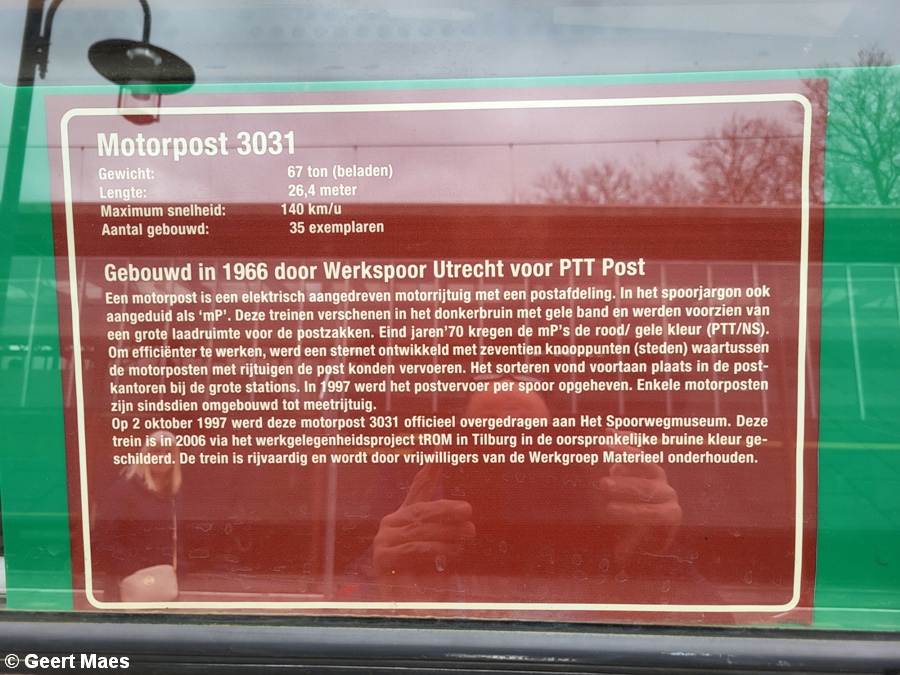 Motorpost 3031
Gewicht: 67 ton (beladen)
Lengte: 26,4 meter
Maximum snelheid: 140 km/u
Aantal gebouwd: 35 exemplaren
Gebouwd in 1966 door Werkspoor Utrecht voor PTT Post
Een motorpost is een elektrisch aangedreven motorrijtuig met een postafdeling. In het spoorjargon ook
aangeduid als ‘mP’. Deze treinen verschenen in het donkerbruin met gele band en werden voorzien van
een grote laadruimte voor de postzakken. Eind jaren’70 kregen de mP’s de rood/ gele kleur (PTT/NS).
Om efficiënter te werken, werd een sternet ontwikkeld met zeventien knooppunten (steden) waartussen
de motorposten met rijtuigen de post konden vervoeren. Het sorteren vond voortaan plaats in de post-
kantoren bij de grote stations. In 1997 werd het postvervoer per spoor opgeheven. Enkele motorposten
zijn sindsdien omgebouwd tot meetrijtuig.
Op 2 oktober 1997 werd deze motorpost 3031 officieel overgedragen aan Het Spoorwegmuseum. Deze
trein is in 2006 via het werkgelegenheidsproject tROM in Tilburg in de oorspronkelijke bruine kleur ge-
schilderd. De trein is rijvaardig en wordt door vrijwilligers van de Werkgroep Materieel onderhouden.
© Geert Maes